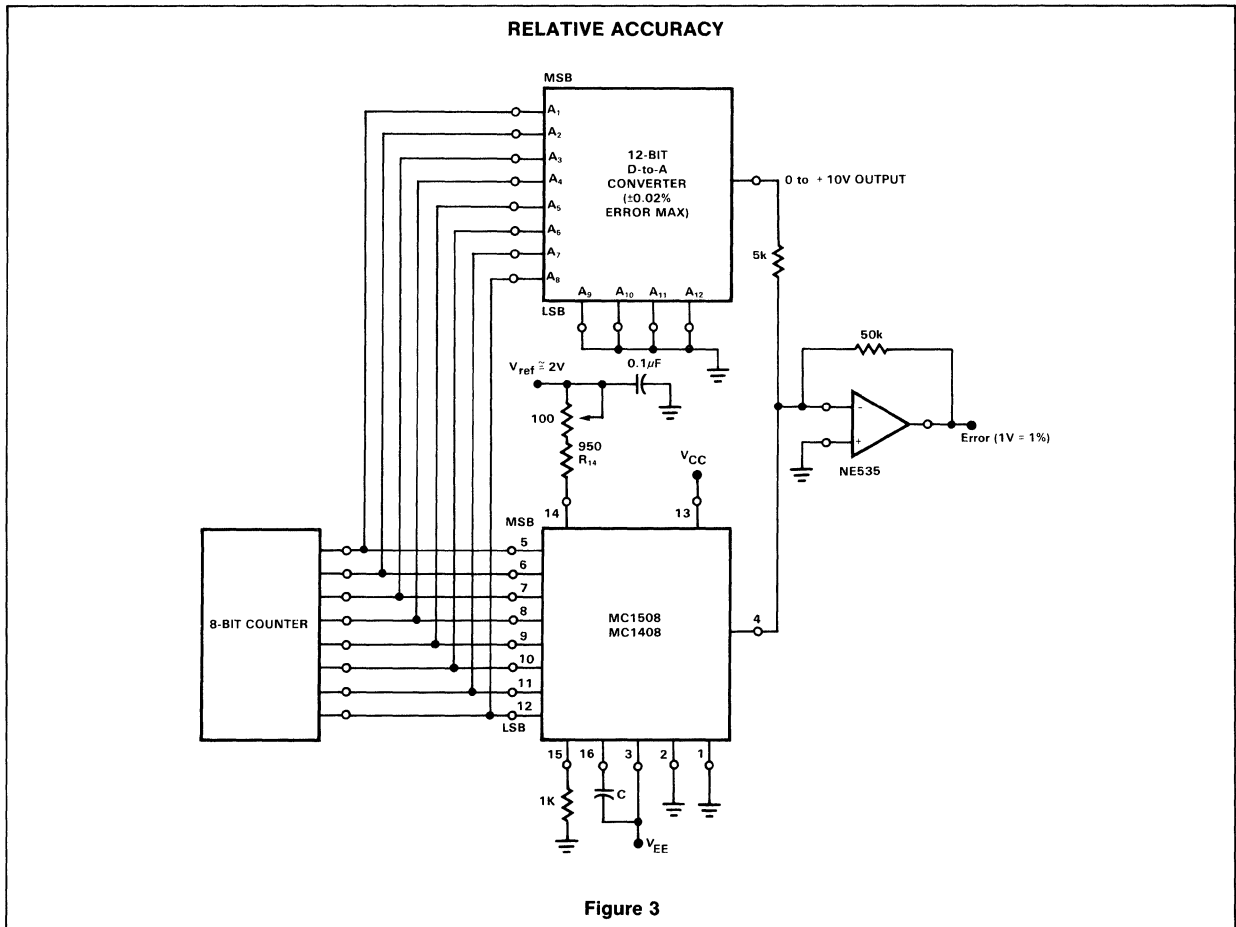 RELATIVE ACCURACY
MSB
A₁
A₂
A₃
A₄
A₅
A₆
A₇
A₈
12-BIT
D-to-A
CONVERTER
(±0.02%
ERROR MAX)
0 to + 10V OUTPUT
A₉ A₁₀ A₁₁ A₁₂
LSB
5k
50k
Vref ≅ 2V
0.1µF
100
950
R₁₄
VCC
−
+
NE535
Error (1V = 1%)
14
13
MSB
5
6
7
8
9
10
11
12
LSB
8-BIT COUNTER
MC1508
MC1408
4
15 16 3 2 1
1K
C
VEE
Figure 3